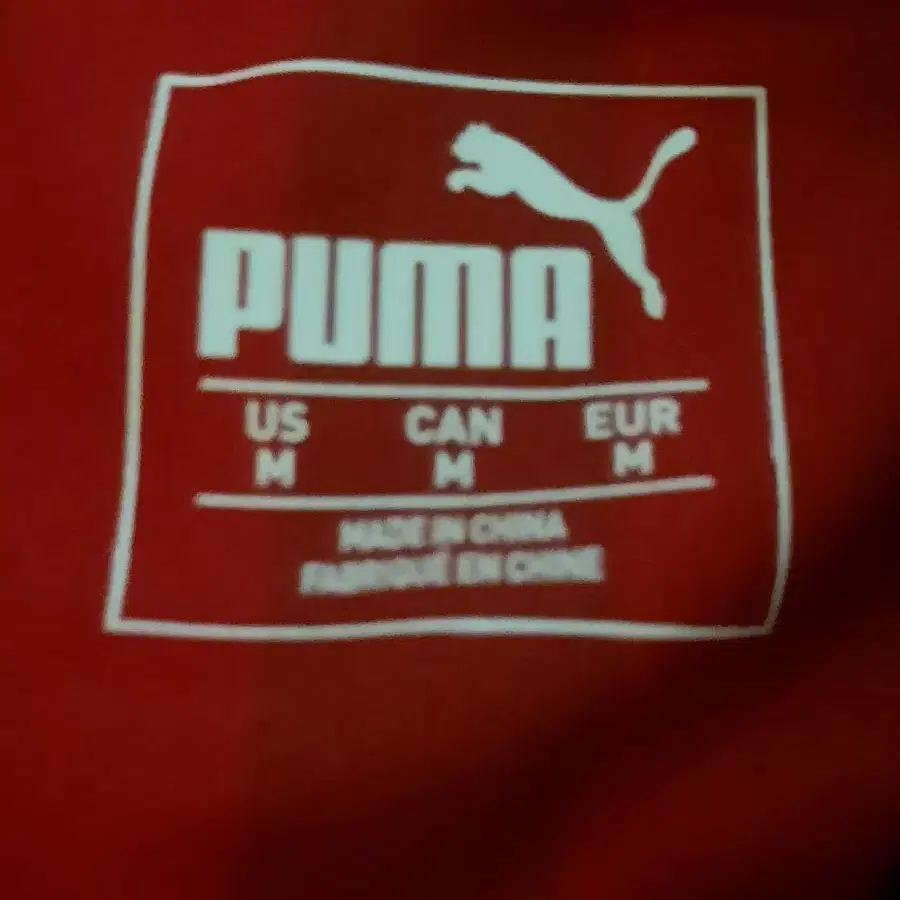 PUMA
US CAN EUR
M M M
MADE IN CHINA
FABRIQUÉ EN CHINE